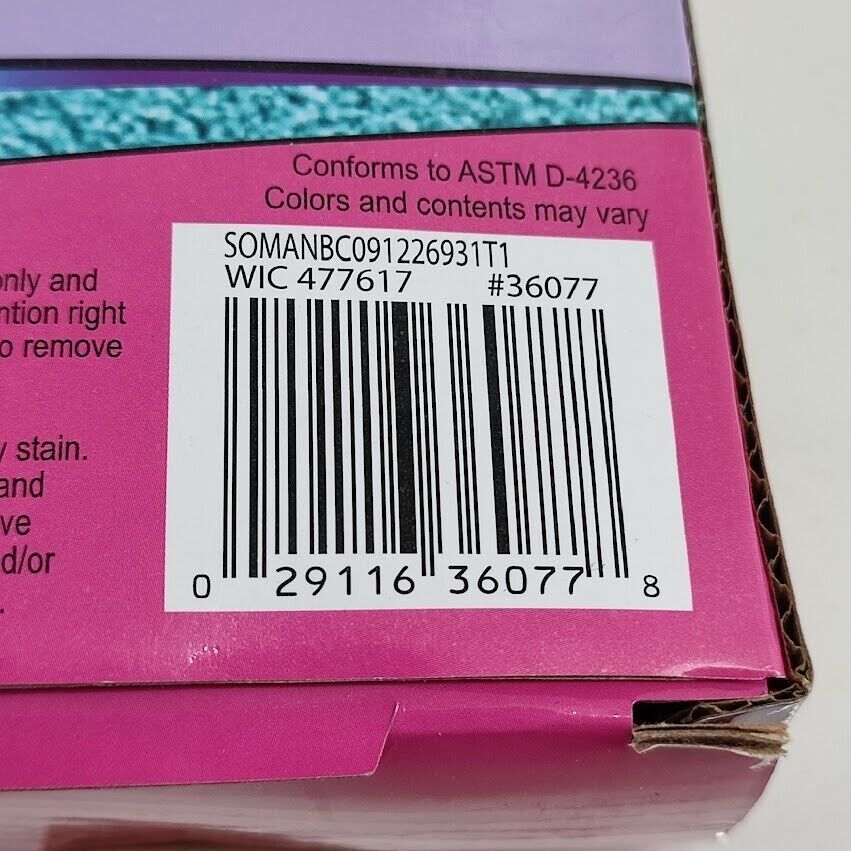 Conforms to ASTM D-4236
Colors and contents may vary
SOMANBC091226931T1
WIC 477617 #36077
0 29116 36077 8
only and
right
o remove
y stain.
and
ve
d/or
.